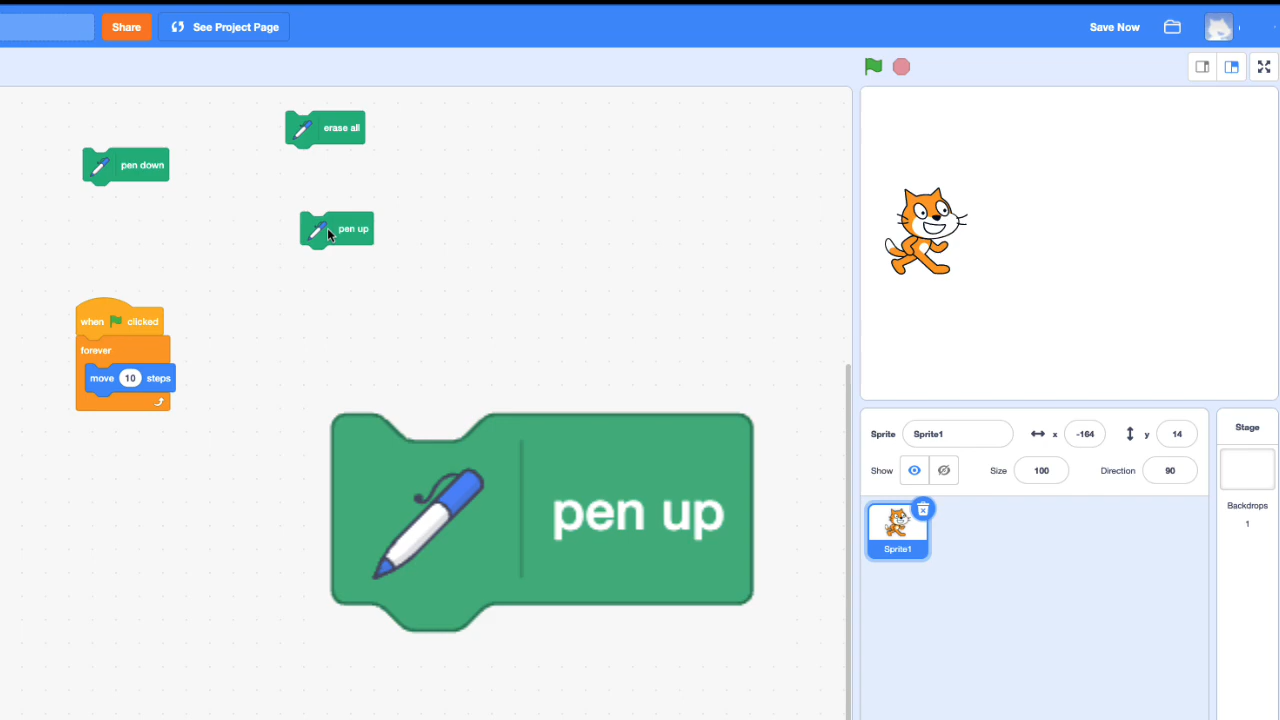 Share
See Project Page
Save Now
erase all
pen down
pen up
when clicked
forever
move 10 steps
pen up
Sprite
Sprite1
x
-164
y
14
Show
Size
100
Direction
90
Sprite1
Stage
Backdrops
1